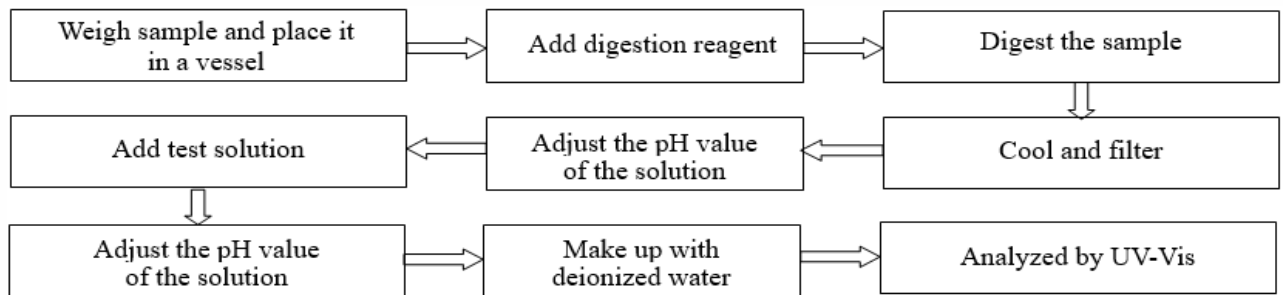 Weigh sample and place it
in a vessel
Add digestion reagent
Digest the sample
Cool and filter
Adjust the pH value
of the solution
Add test solution
Adjust the pH value
of the solution
Make up with
deionized water
Analyzed by UV-Vis